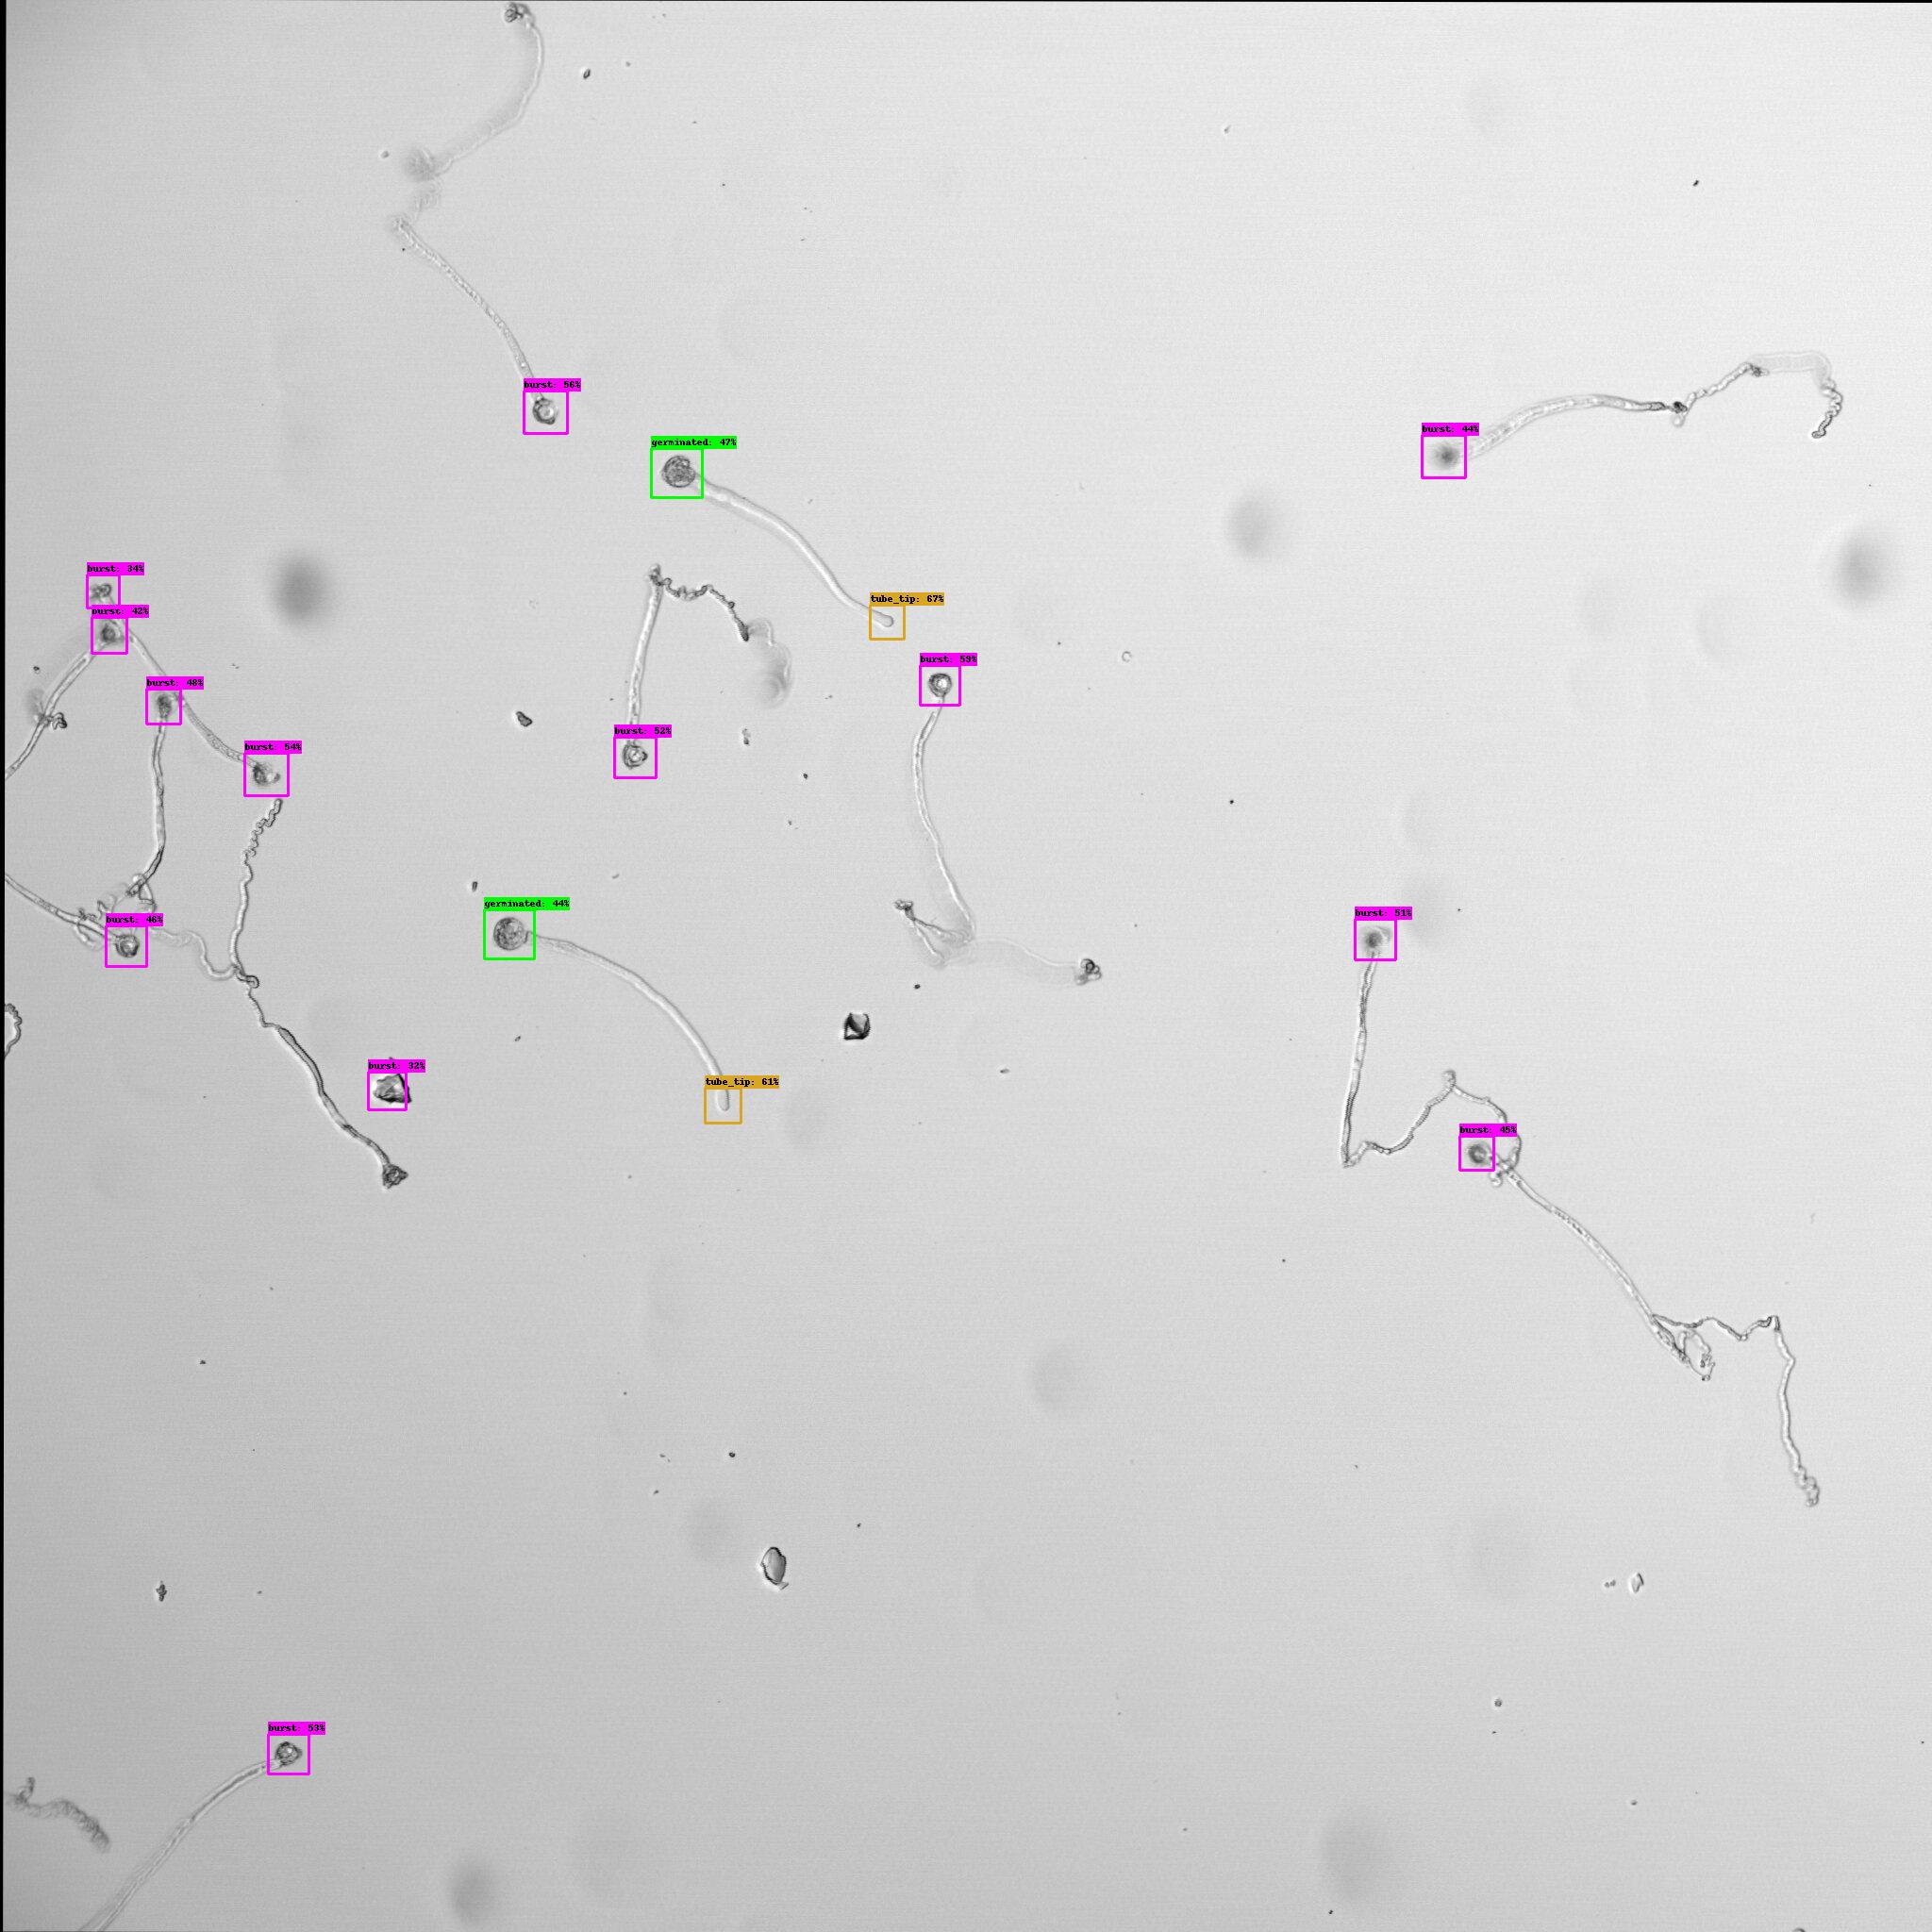 burst: 56%
burst: 44%
germinated: 47%
burst: 34%
tube_tip: 67%
burst: 42%
burst: 59%
burst: 48%
burst: 52%
burst: 54%
germinated: 44%
burst: 51%
burst: 46%
burst: 32%
tube_tip: 61%
burst: 45%
burst: 53%